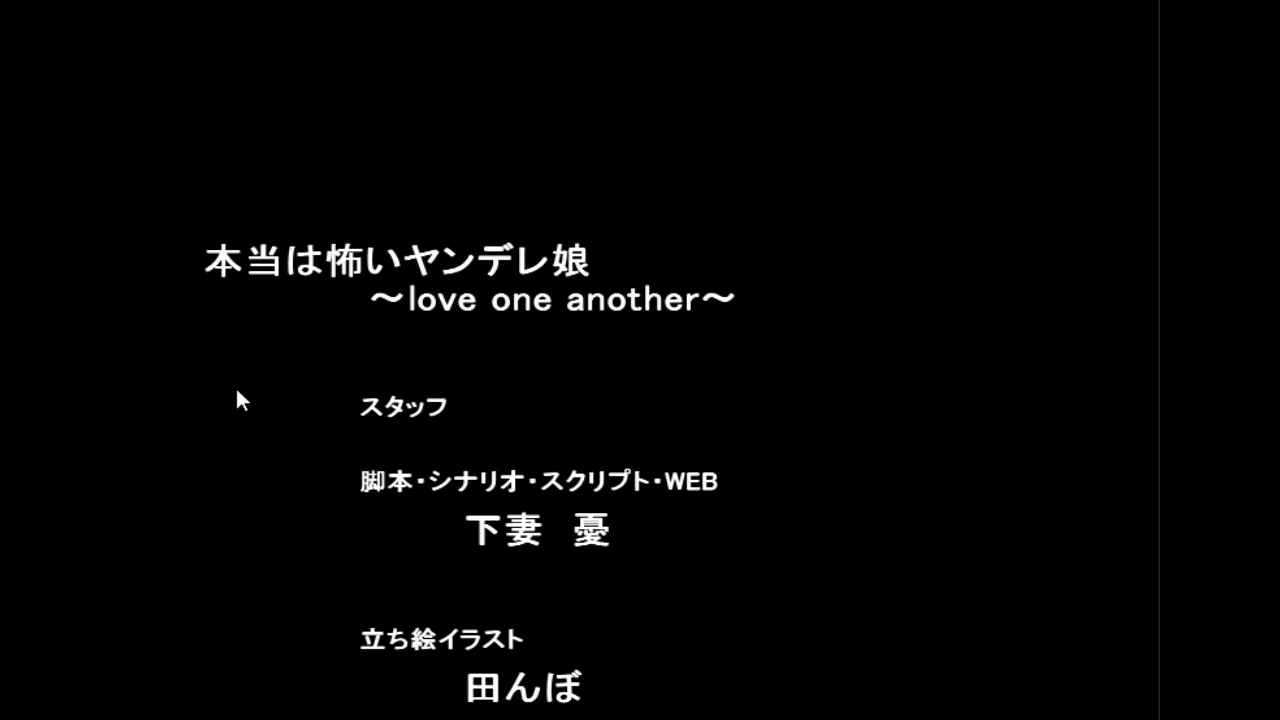 本当は怖いヤンデレ娘
～love one another～
スタッフ
脚本・シナリオ・スクリプト・WEB
下妻　憂
立ち絵イラスト
田んぼ